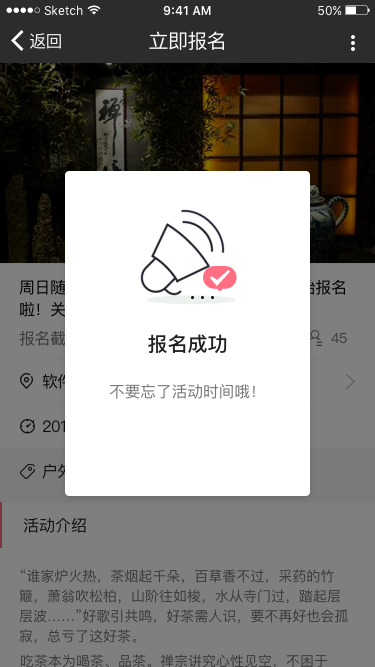 Sketch 9:41 AM 50%
返回 立即报名
周日随 始报名
啦！关
报名截 45
软件
201
户外
报名成功
不要忘了活动时间哦！
活动介绍
“谁家炉火热，茶烟起千朵，百草香不过，采药的竹
簸，萧翁吹松柏，山阶往如梭，水从寺门过，踏起层
层波……”好歌引共鸣，好茶需人识，要不再好也会孤
寂，总亏了这好茶。
吃茶本为喝茶、品茶。禅宗讲究心性见空，不困于